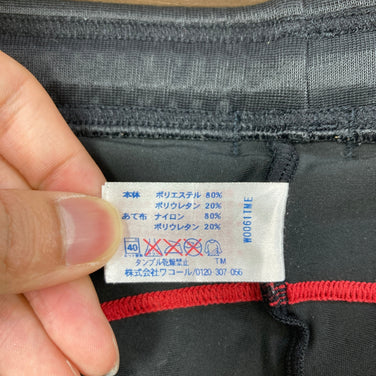 本体 ポリエステル 80%
ポリウレタン 20%
あて布 ナイロン 80%
ポリウレタン 20%
40
タンブル乾燥禁止 TM
株式会社ワコール/0120-307-056
W0061TME